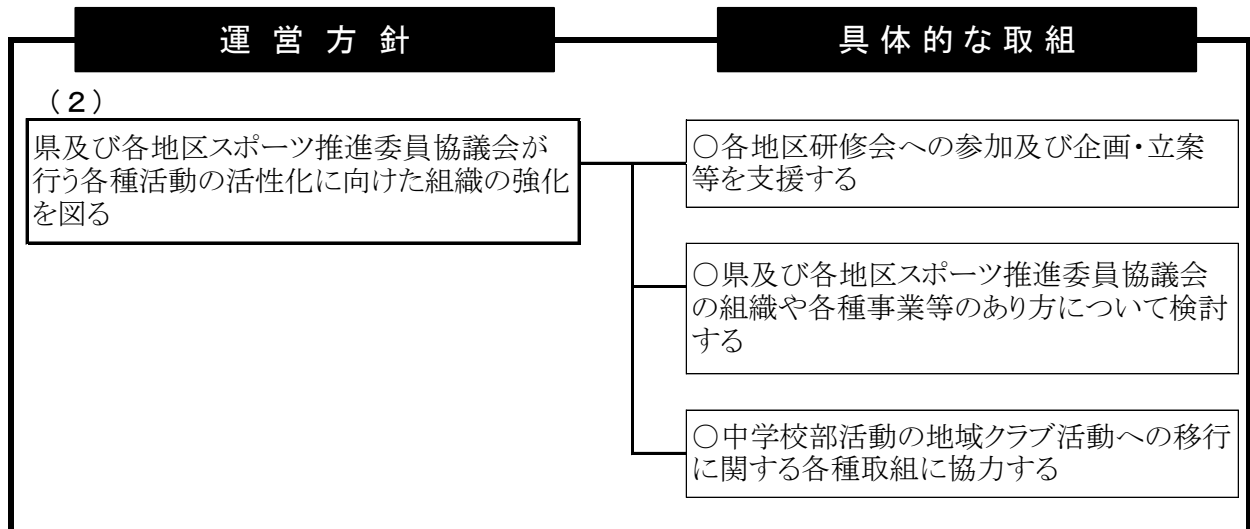 運営方針
具体的な取組
（２）
県及び各地区スポーツ推進委員協議会が
行う各種活動の活性化に向けた組織の強化
を図る
○各地区研修会への参加及び企画・立案
等を支援する
○県及び各地区スポーツ推進委員協議会
の組織や各種事業等のあり方について検討
する
○中学校部活動の地域クラブ活動への移行
に関する各種取組に協力する